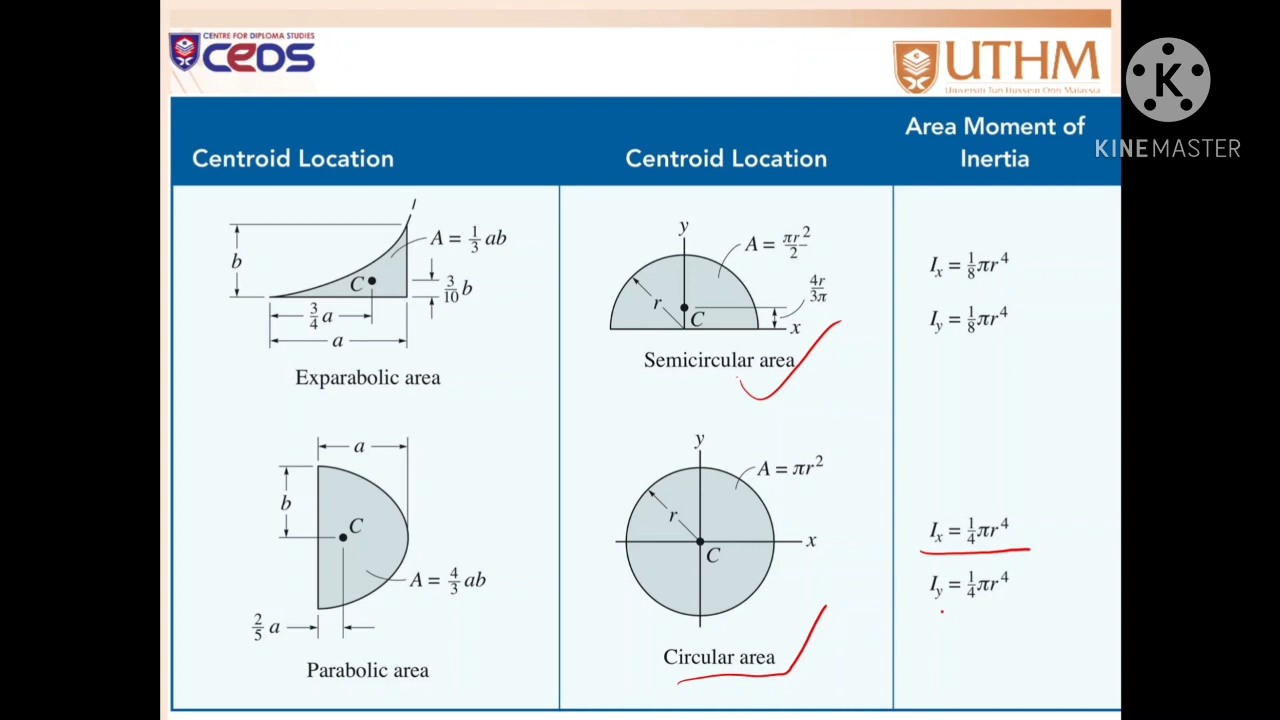 CENTRE FOR DIPLOMA STUDIES
CEDS
UTHM
Universiti Tun Hussein Onn Malaysia
K
KINEMASTER
Centroid Location
Centroid Location
Area Moment of
Inertia
A = 1/3 ab
b
C
3/10 b
3/4 a
a
Exparabolic area
y
A = πr²/2
4r/3π
r
C
x
Semicircular area
Iₓ = 1/8 πr⁴
Iᵧ = 1/8 πr⁴
a
b
C
A = 4/3 ab
2/5 a
Parabolic area
y
A = πr²
r
x
C
Circular area
Iₓ = 1/4 πr⁴
Iᵧ = 1/4 πr⁴